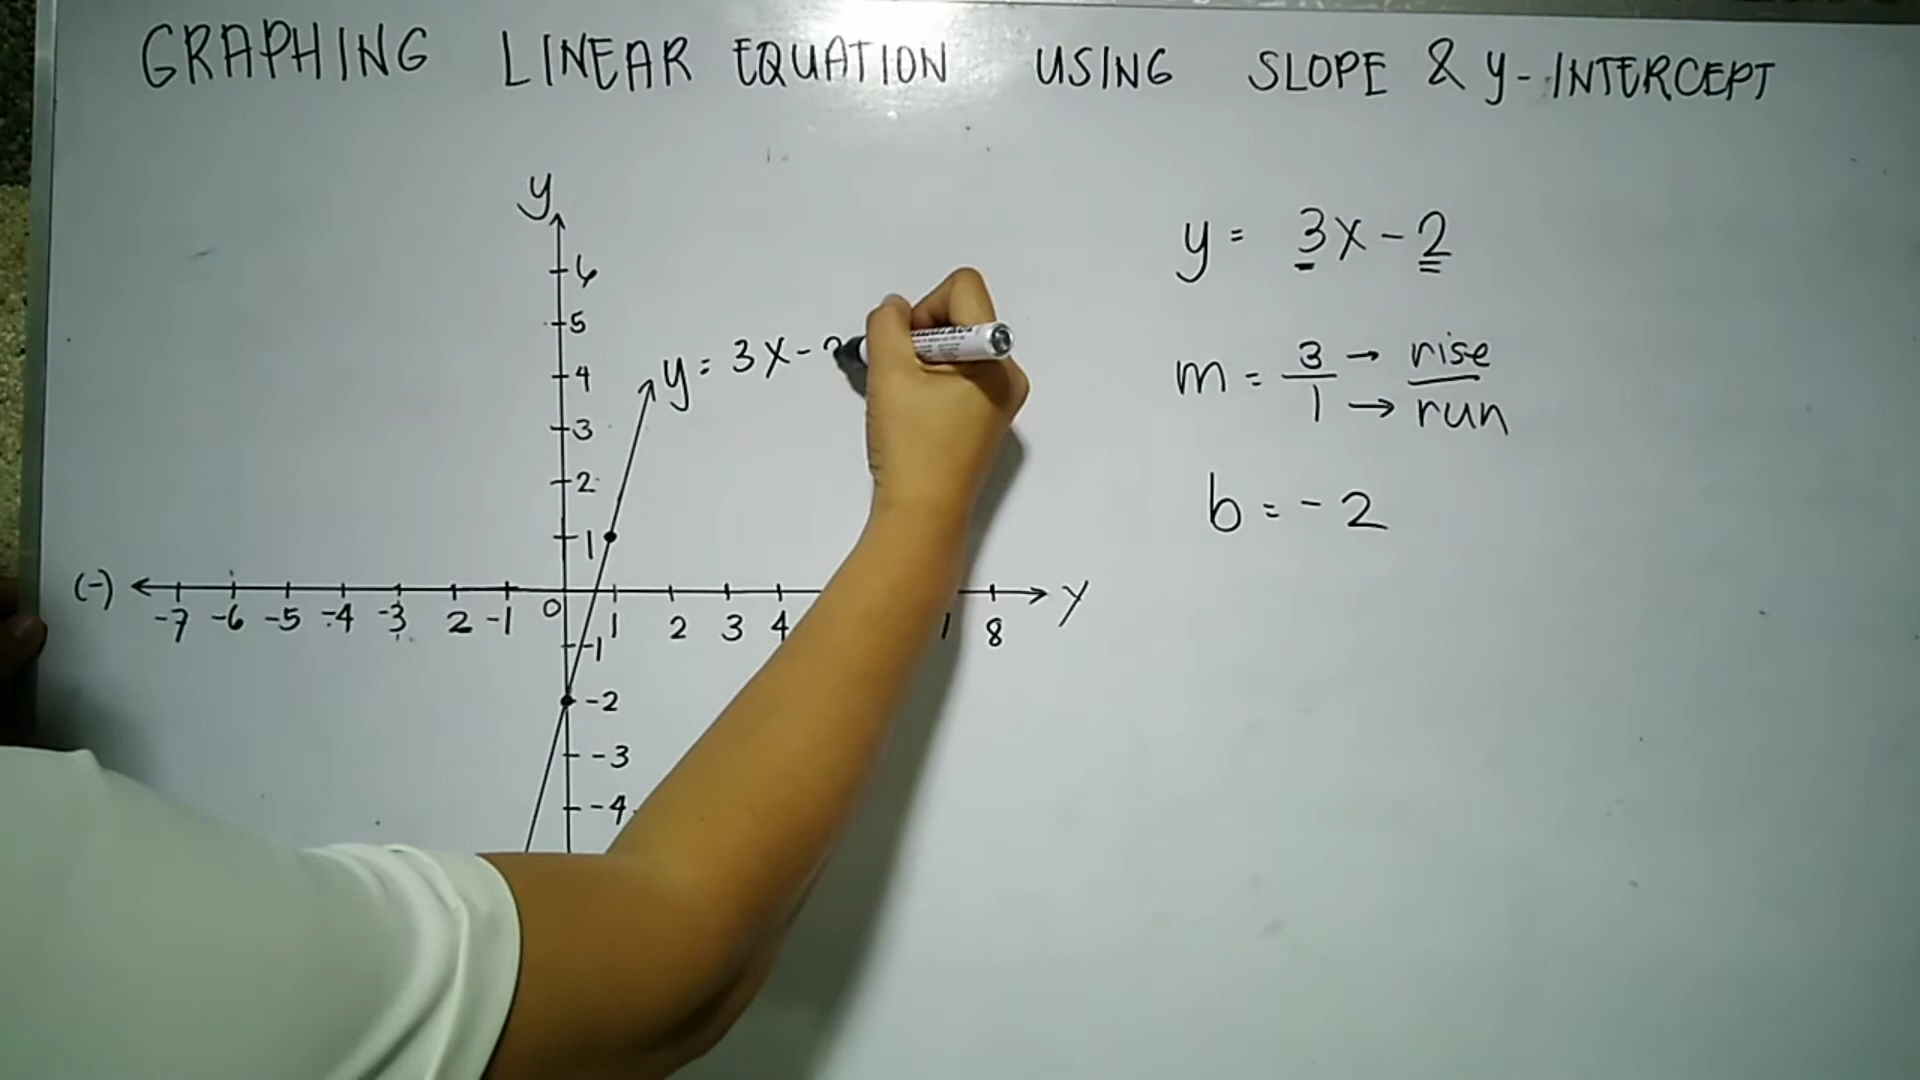 GRAPHING LINEAR EQUATION USING SLOPE & y-INTERCEPT
y
6
5
4
3
2
1
y = 3x -
(-) -7 -6 -5 -4 -3 2 -1 0 1 2 3 4 8 y
-1
-2
-3
-4
y = 3x - 2
m = 3/1 → rise/run
b = -2